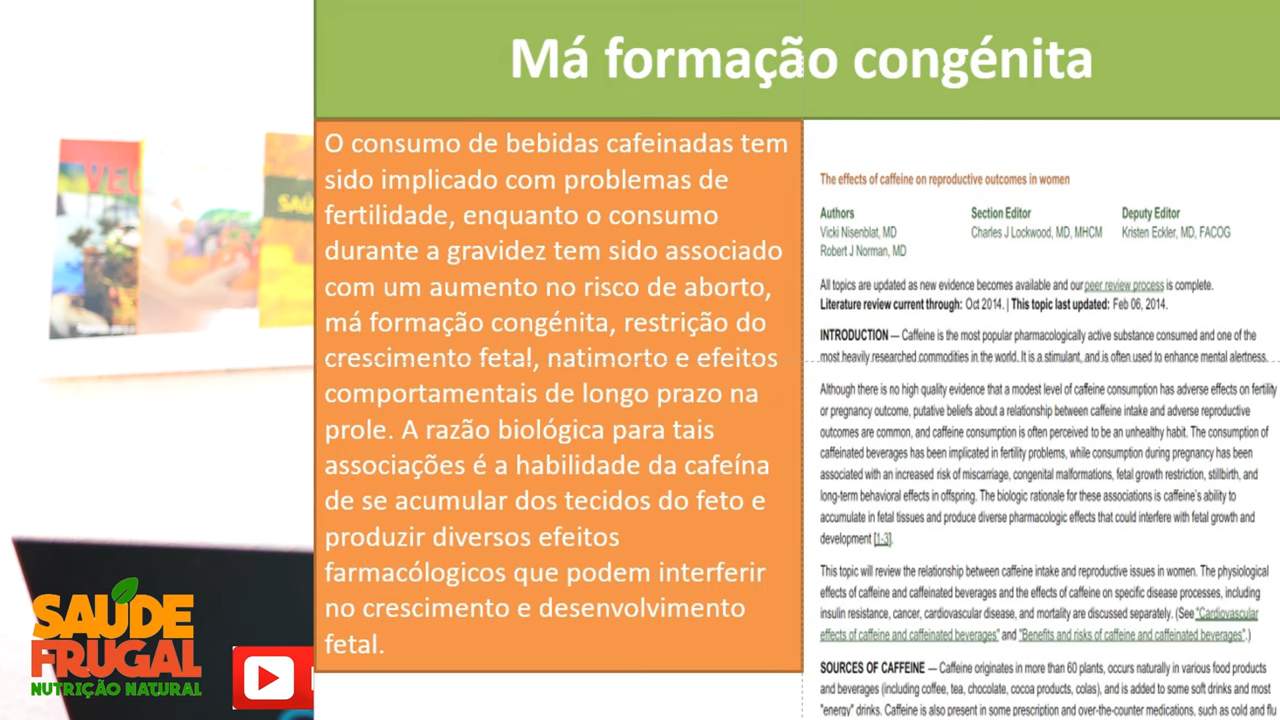 Má formação congénita
O consumo de bebidas cafeinadas tem
sido implicado com problemas de
fertilidade, enquanto o consumo
durante a gravidez tem sido associado
com um aumento no risco de aborto,
má formação congénita, restrição do
crescimento fetal, natimorto e efeitos
comportamentais de longo prazo na
prole. A razão biológica para tais
associações é a habilidade da cafeína
de se acumular dos tecidos do feto e
produzir diversos efeitos
farmacólogicos que podem interferir
no crescimento e desenvolvimento
fetal.
The effects of caffeine on reproductive outcomes in women
Authors Section Editor Deputy Editor
Vicki Nisenblat, MD Charles J Lockwood, MD, MHCM Kristen Eckler, MD, FACOG
Robert J Norman, MD
All topics are updated as new evidence becomes available and our peer review process is complete.
Literature review current through: Oct 2014. | This topic last updated: Feb 06, 2014.
INTRODUCTION — Caffeine is the most popular pharmacologically active substance consumed and one of the
most heavily researched commodities in the world. It is a stimulant, and is often used to enhance mental alertness.
Although there is no high quality evidence that a modest level of caffeine consumption has adverse effects on fertility
or pregnancy outcome, putative beliefs about a relationship between caffeine intake and adverse reproductive
outcomes are common, and caffeine consumption is often perceived to be an unhealthy habit. The consumption of
caffeinated beverages has been implicated in fertility problems, while consumption during pregnancy has been
associated with an increased risk of miscarriage, congenital malformations, fetal growth restriction, stillbirth, and
long-term behavioral effects in offspring. The biologic rationale for these associations is caffeine's ability to
accumulate in fetal tissues and produce diverse pharmacologic effects that could interfere with fetal growth and
development [1-3].
This topic will review the relationship between caffeine intake and reproductive issues in women. The physiological
effects of caffeine and caffeinated beverages and the effects of caffeine on specific disease processes, including
insulin resistance, cancer, cardiovascular disease, and mortality are discussed separately. (See "Cardiovascular
effects of caffeine and caffeinated beverages" and "Benefits and risks of caffeine and caffeinated beverages".)
SOURCES OF CAFFEINE — Caffeine originates in more than 60 plants, occurs naturally in various food products
and beverages (including coffee, tea, chocolate, cocoa products, colas), and is added to some soft drinks and most
"energy" drinks. Caffeine is also present in some prescription and over-the-counter medications, such as cold and flu
SAÚDE
FRUGAL
NUTRIÇÃO NATURAL